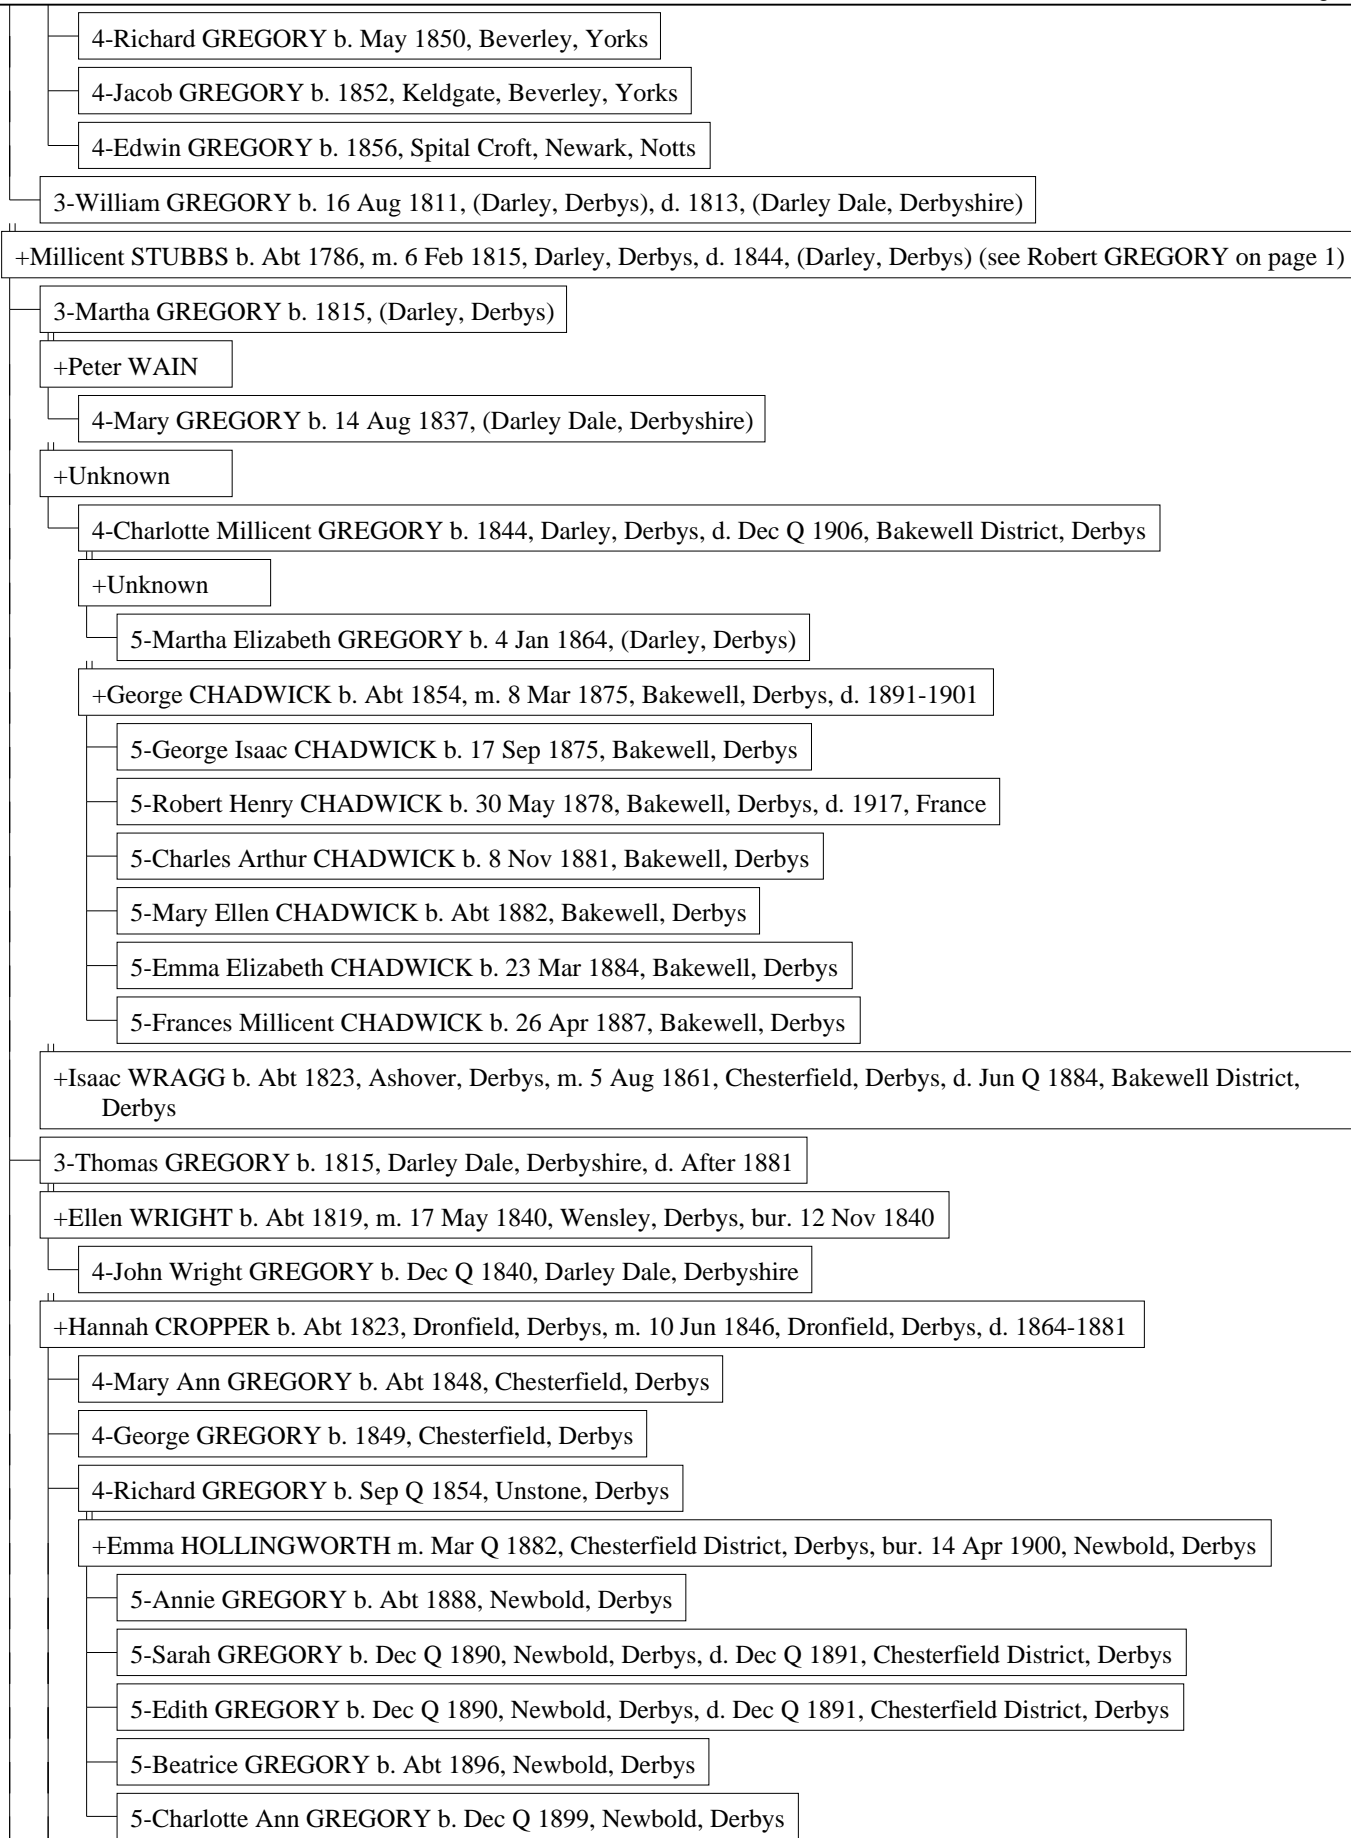 4-Richard GREGORY b. May 1850, Beverley, Yorks
4-Jacob GREGORY b. 1852, Keldgate, Beverley, Yorks
4-Edwin GREGORY b. 1856, Spital Croft, Newark, Notts
3-William GREGORY b. 16 Aug 1811, (Darley, Derbys), d. 1813, (Darley Dale, Derbyshire)
+Millicent STUBBS b. Abt 1786, m. 6 Feb 1815, Darley, Derbys, d. 1844, (Darley, Derbys) (see Robert GREGORY on page 1)
3-Martha GREGORY b. 1815, (Darley, Derbys)
+Peter WAIN
4-Mary GREGORY b. 14 Aug 1837, (Darley Dale, Derbyshire)
+Unknown
4-Charlotte Millicent GREGORY b. 1844, Darley, Derbys, d. Dec Q 1906, Bakewell District, Derbys
+Unknown
5-Martha Elizabeth GREGORY b. 4 Jan 1864, (Darley, Derbys)
+George CHADWICK b. Abt 1854, m. 8 Mar 1875, Bakewell, Derbys, d. 1891-1901
5-George Isaac CHADWICK b. 17 Sep 1875, Bakewell, Derbys
5-Robert Henry CHADWICK b. 30 May 1878, Bakewell, Derbys, d. 1917, France
5-Charles Arthur CHADWICK b. 8 Nov 1881, Bakewell, Derbys
5-Mary Ellen CHADWICK b. Abt 1882, Bakewell, Derbys
5-Emma Elizabeth CHADWICK b. 23 Mar 1884, Bakewell, Derbys
5-Frances Millicent CHADWICK b. 26 Apr 1887, Bakewell, Derbys
+Isaac WRAGG b. Abt 1823, Ashover, Derbys, m. 5 Aug 1861, Chesterfield, Derbys, d. Jun Q 1884, Bakewell District,
Derbys
3-Thomas GREGORY b. 1815, Darley Dale, Derbyshire, d. After 1881
+Ellen WRIGHT b. Abt 1819, m. 17 May 1840, Wensley, Derbys, bur. 12 Nov 1840
4-John Wright GREGORY b. Dec Q 1840, Darley Dale, Derbyshire
+Hannah CROPPER b. Abt 1823, Dronfield, Derbys, m. 10 Jun 1846, Dronfield, Derbys, d. 1864-1881
4-Mary Ann GREGORY b. Abt 1848, Chesterfield, Derbys
4-George GREGORY b. 1849, Chesterfield, Derbys
4-Richard GREGORY b. Sep Q 1854, Unstone, Derbys
+Emma HOLLINGWORTH m. Mar Q 1882, Chesterfield District, Derbys, bur. 14 Apr 1900, Newbold, Derbys
5-Annie GREGORY b. Abt 1888, Newbold, Derbys
5-Sarah GREGORY b. Dec Q 1890, Newbold, Derbys, d. Dec Q 1891, Chesterfield District, Derbys
5-Edith GREGORY b. Dec Q 1890, Newbold, Derbys, d. Dec Q 1891, Chesterfield District, Derbys
5-Beatrice GREGORY b. Abt 1896, Newbold, Derbys
5-Charlotte Ann GREGORY b. Dec Q 1899, Newbold, Derbys